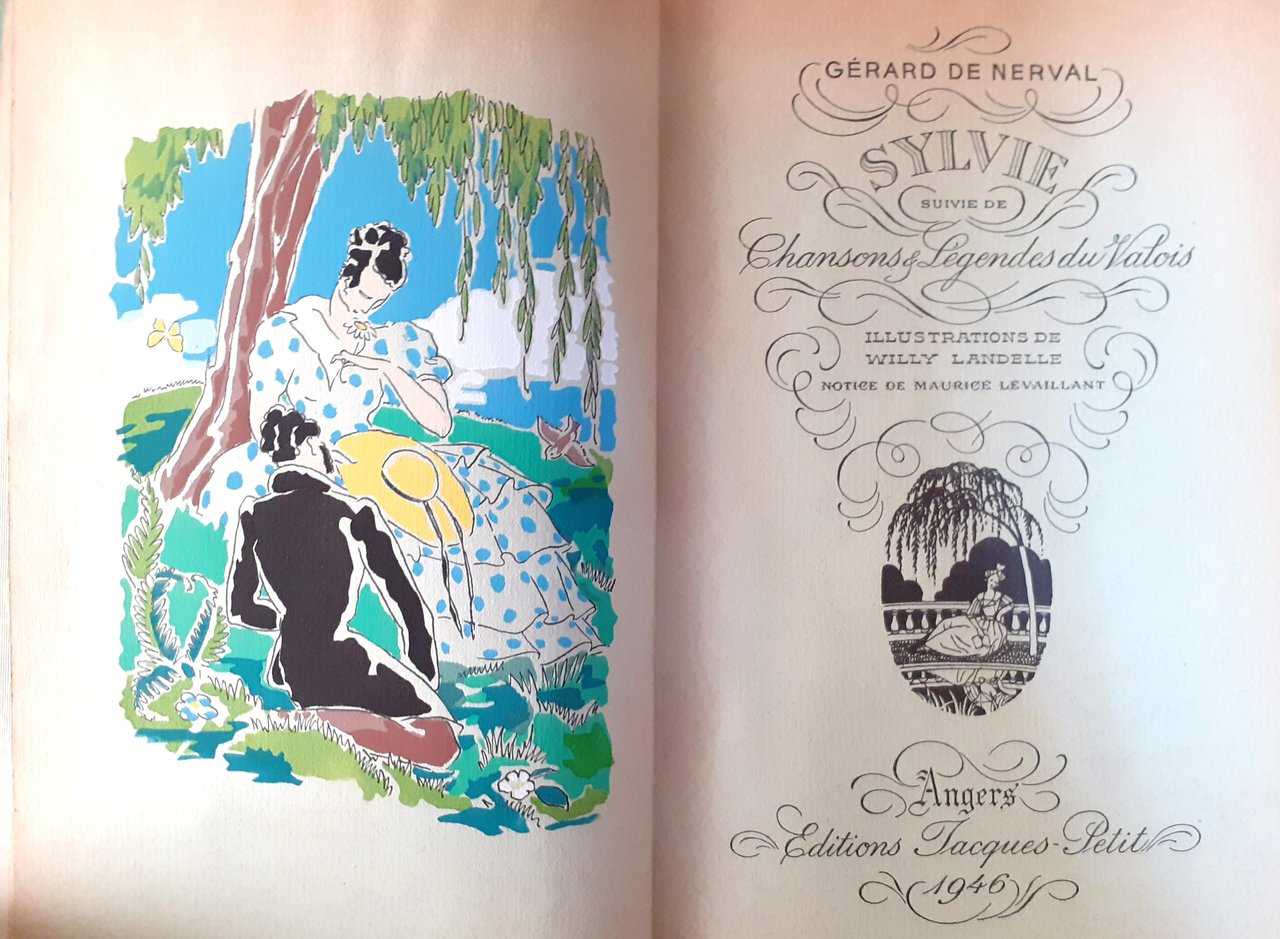 GÉRARD DE NERVAL
SYLVIE
SUIVIE DE
Chansons & Légendes du Valois
ILLUSTRATIONS DE
WILLY LANDELLE
NOTICE DE MAURICE LEVAILLANT
Angers
Editions Jacques-Petit
1946